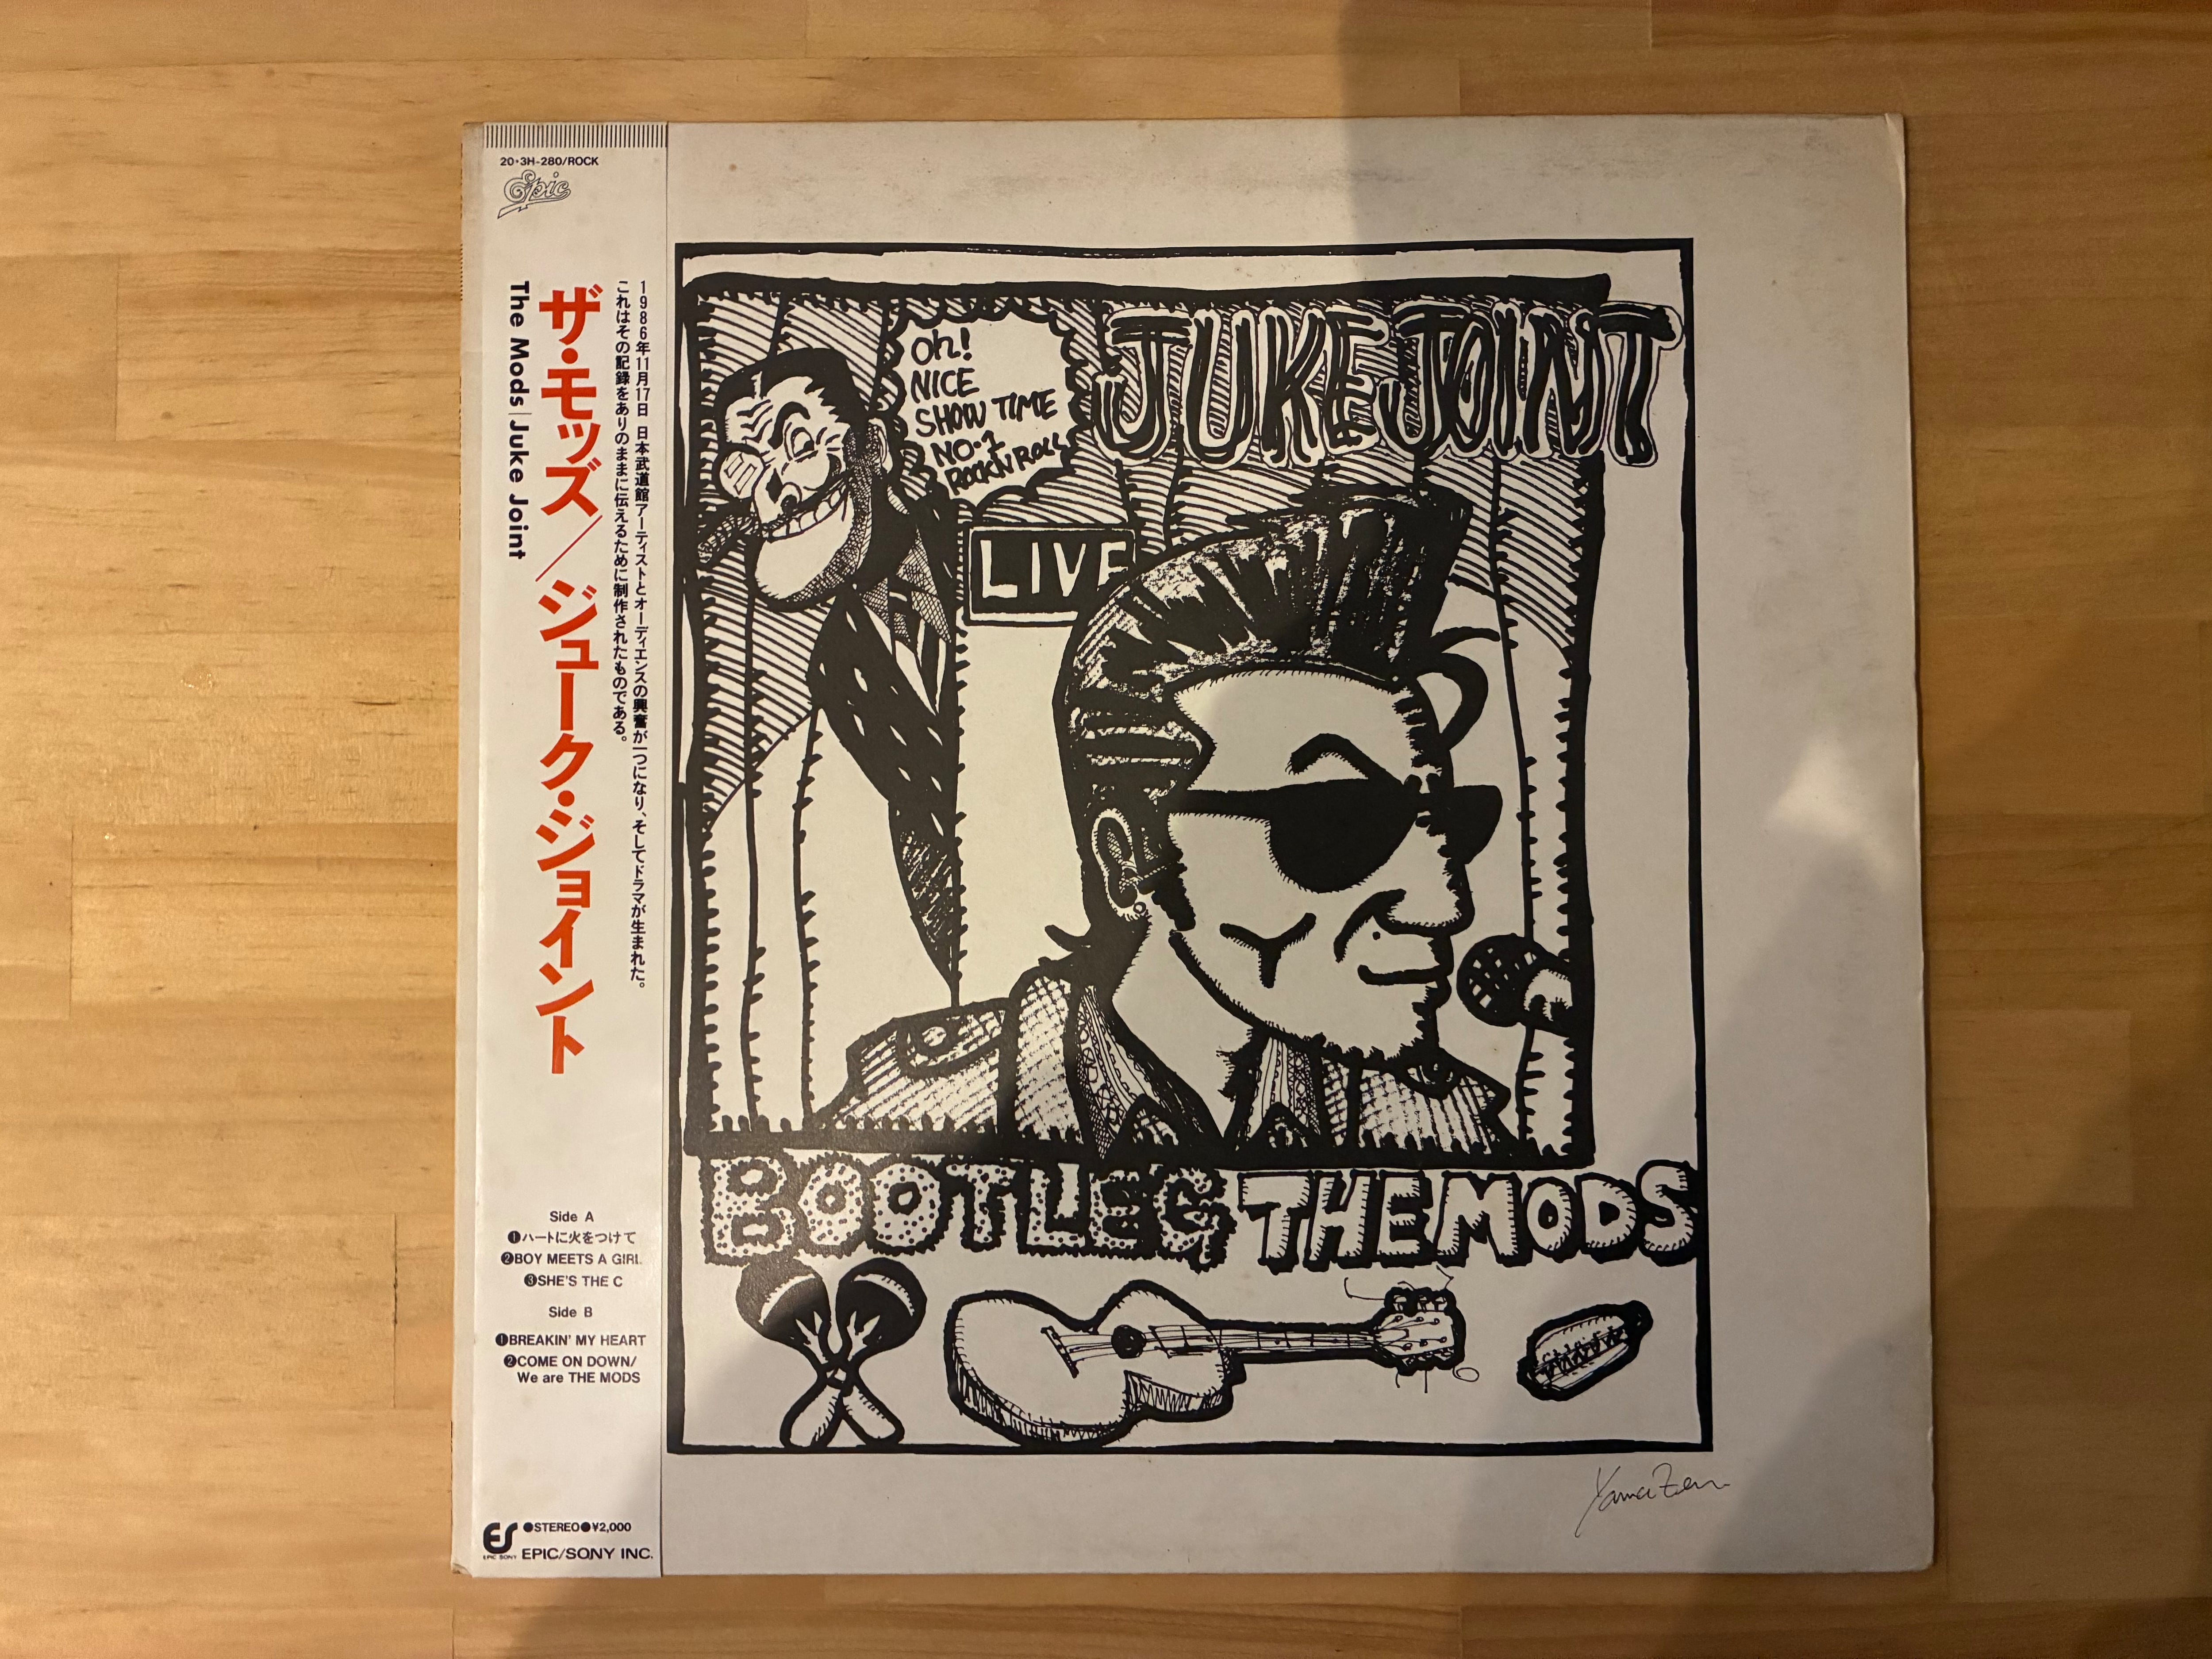 20・3H-280/ROCK
Epic
1986年11月17日 日本武道館アーティストとオーディエンスの興奮が一つになり、そしてドラマが生まれた。
これはその記録をありのままに伝えるために制作されたものである。
ザ・モッズ／ジューク・ジョイント
The Mods|Juke Joint
Side A
❶ハートに火をつけて
❷BOY MEETS A GIRL
❸SHE'S THE C
Side B
❶BREAKIN' MY HEART
❷COME ON DOWN/
We are THE MODS
●STEREO●¥2,000
ES
EPIC SONY
EPIC/SONY INC.
Oh!
NICE
SHOW TIME
NO.1
ROCK'N ROLL
JUKE JOINT
LIVE
BOOTLEG THE MODS